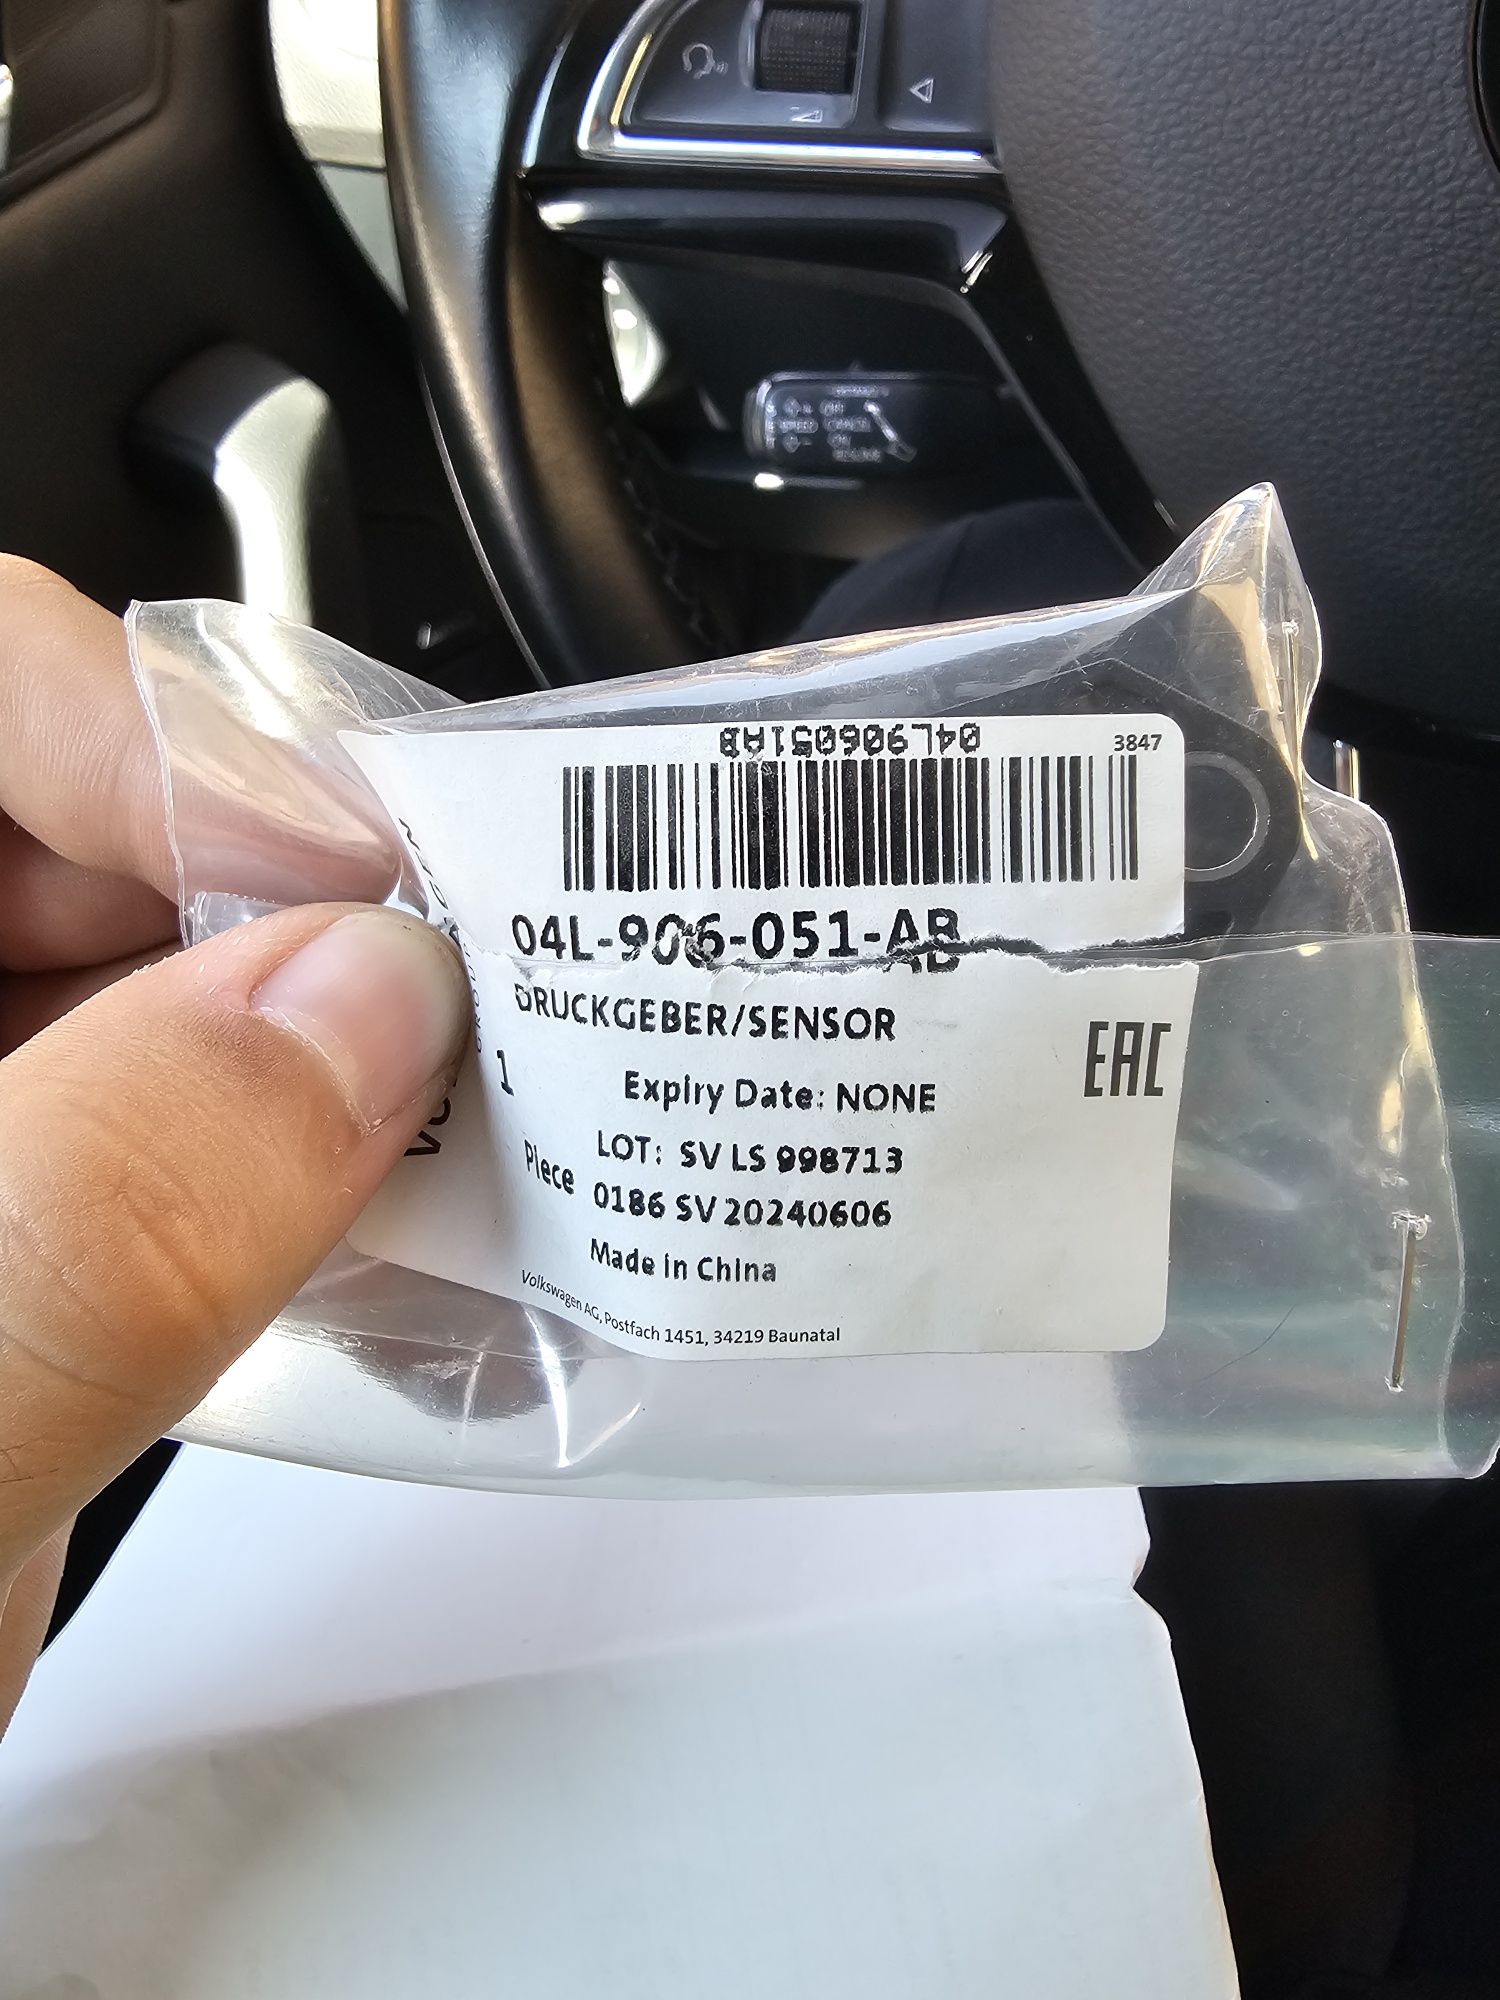 04L906051AB
3847
04L-906-051-AB
DRUCKGEBER/SENSOR
EAC
1
Piece
Expiry Date: NONE
LOT: SV LS 998713
0186 SV 20240606
Made in China
Volkswagen AG, Postfach 1451, 34219 Baunatal